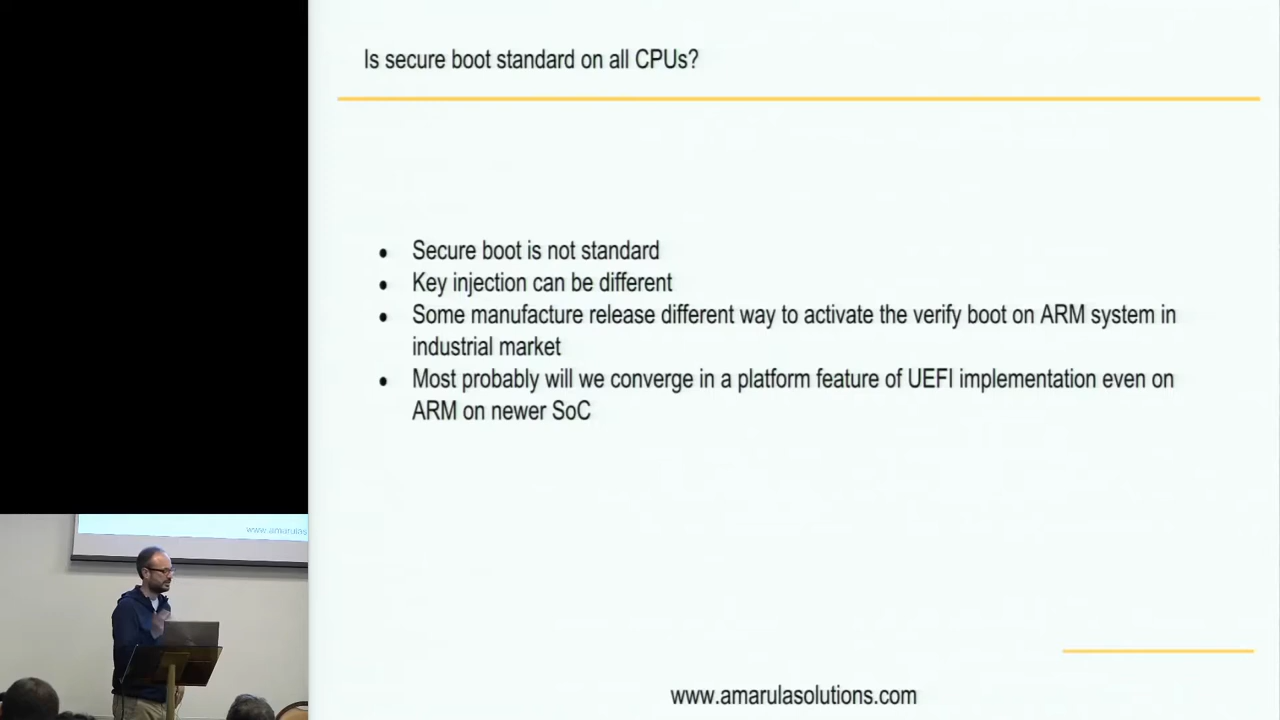 Is secure boot standard on all CPUs?
• Secure boot is not standard
• Key injection can be different
• Some manufacture release different way to activate the verify boot on ARM system in
industrial market
• Most probably will we converge in a platform feature of UEFI implementation even on
ARM on newer SoC
www.amarulas
www.amarulasolutions.com